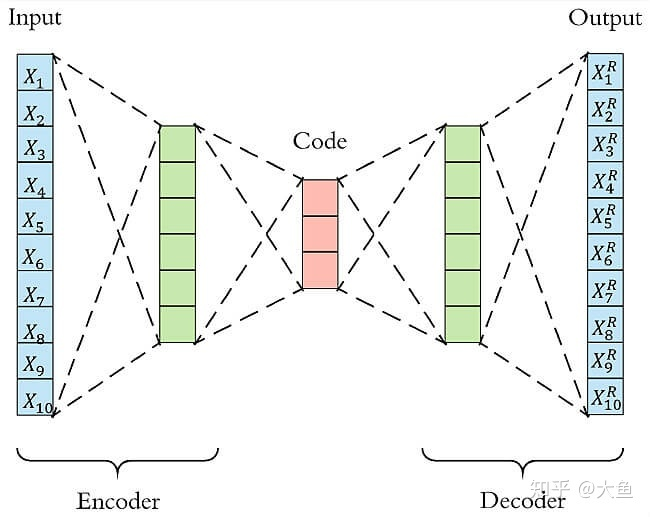 Input
Output
Code
X1
X2
X3
X4
X5
X6
X7
X8
X9
X10
X1R
X2R
X3R
X4R
X5R
X6R
X7R
X8R
X9R
X10R
Encoder
Decoder
知乎 @大鱼